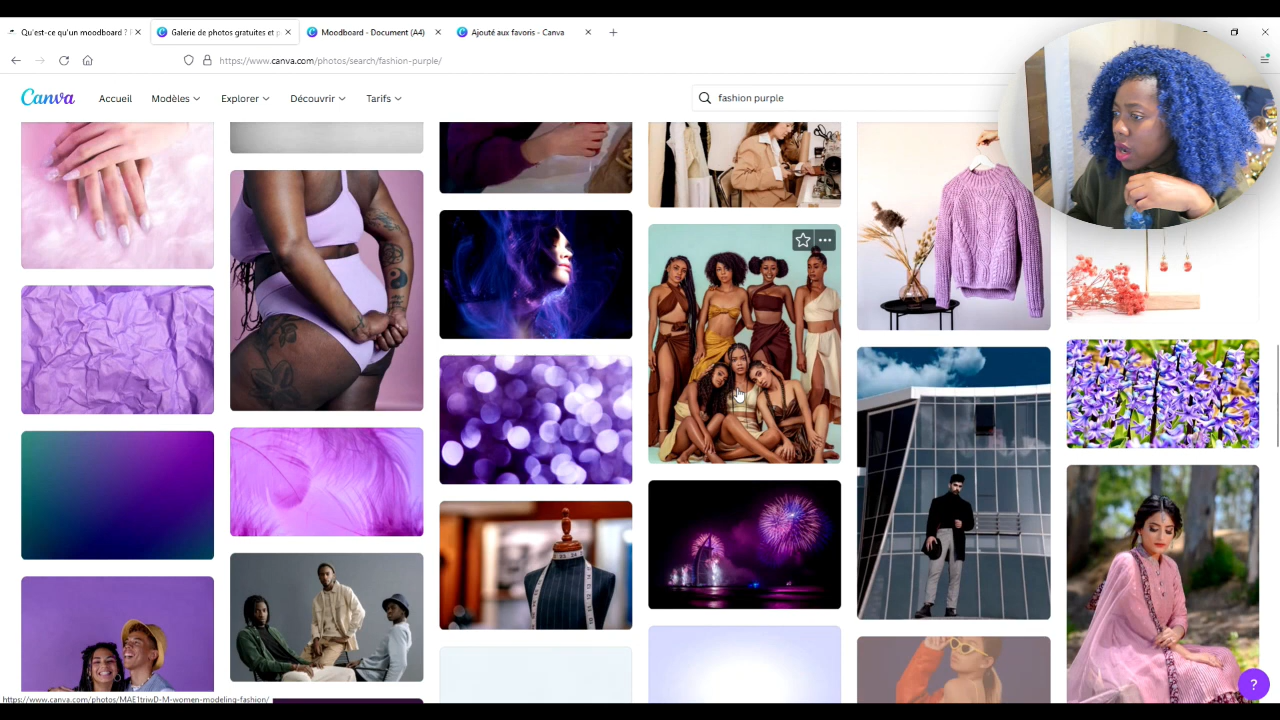 Qu'est-ce qu'un moodboard ? |
Galerie de photos gratuites et p
Moodboard - Document (A4)
Ajouté aux favoris - Canva
https://www.canva.com/photos/search/fashion-purple/
Canva
Accueil
Modèles
Explorer
Découvrir
Tarifs
fashion purple
https://www.canva.com/photos/MAE1triwD-M-women-modeling-fashion/
?